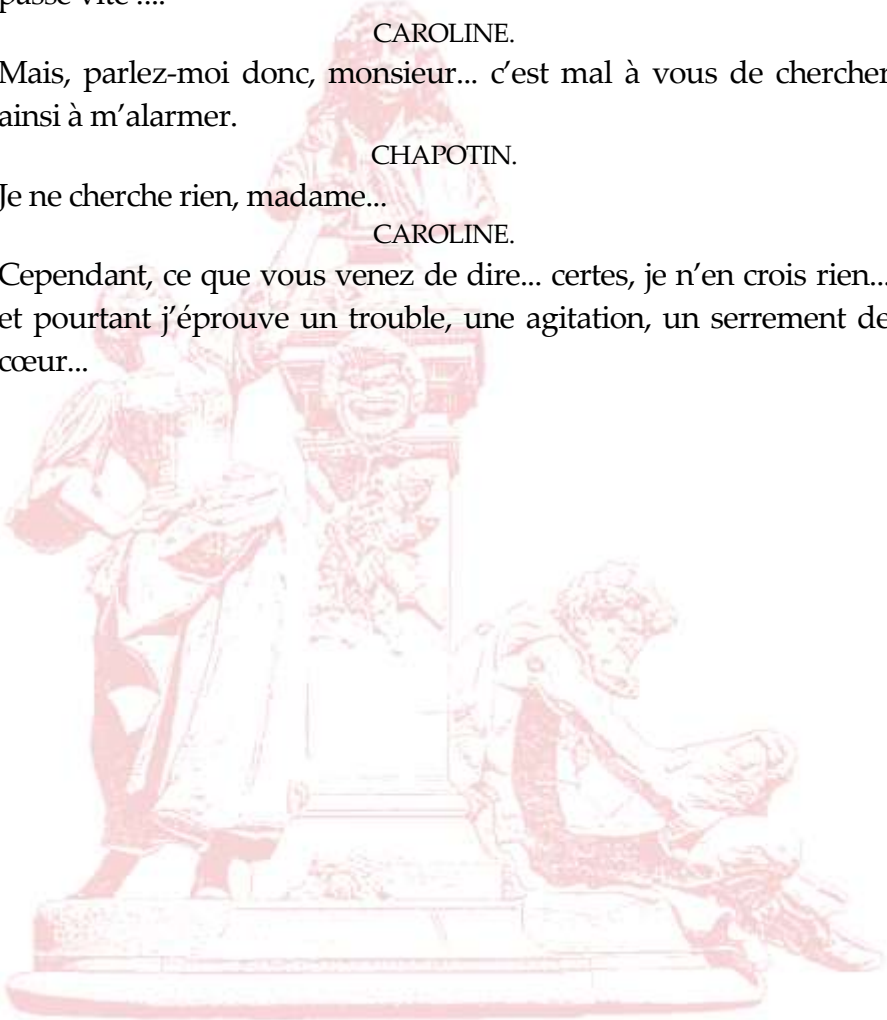 passe vite !...
CAROLINE.
Mais, parlez-moi donc, monsieur... c’est mal à vous de chercher
ainsi à m’alarmer.
CHAPOTIN.
Je ne cherche rien, madame...
CAROLINE.
Cependant, ce que vous venez de dire... certes, je n’en crois rien...
et pourtant j’éprouve un trouble, une agitation, un serrement de
cœur...